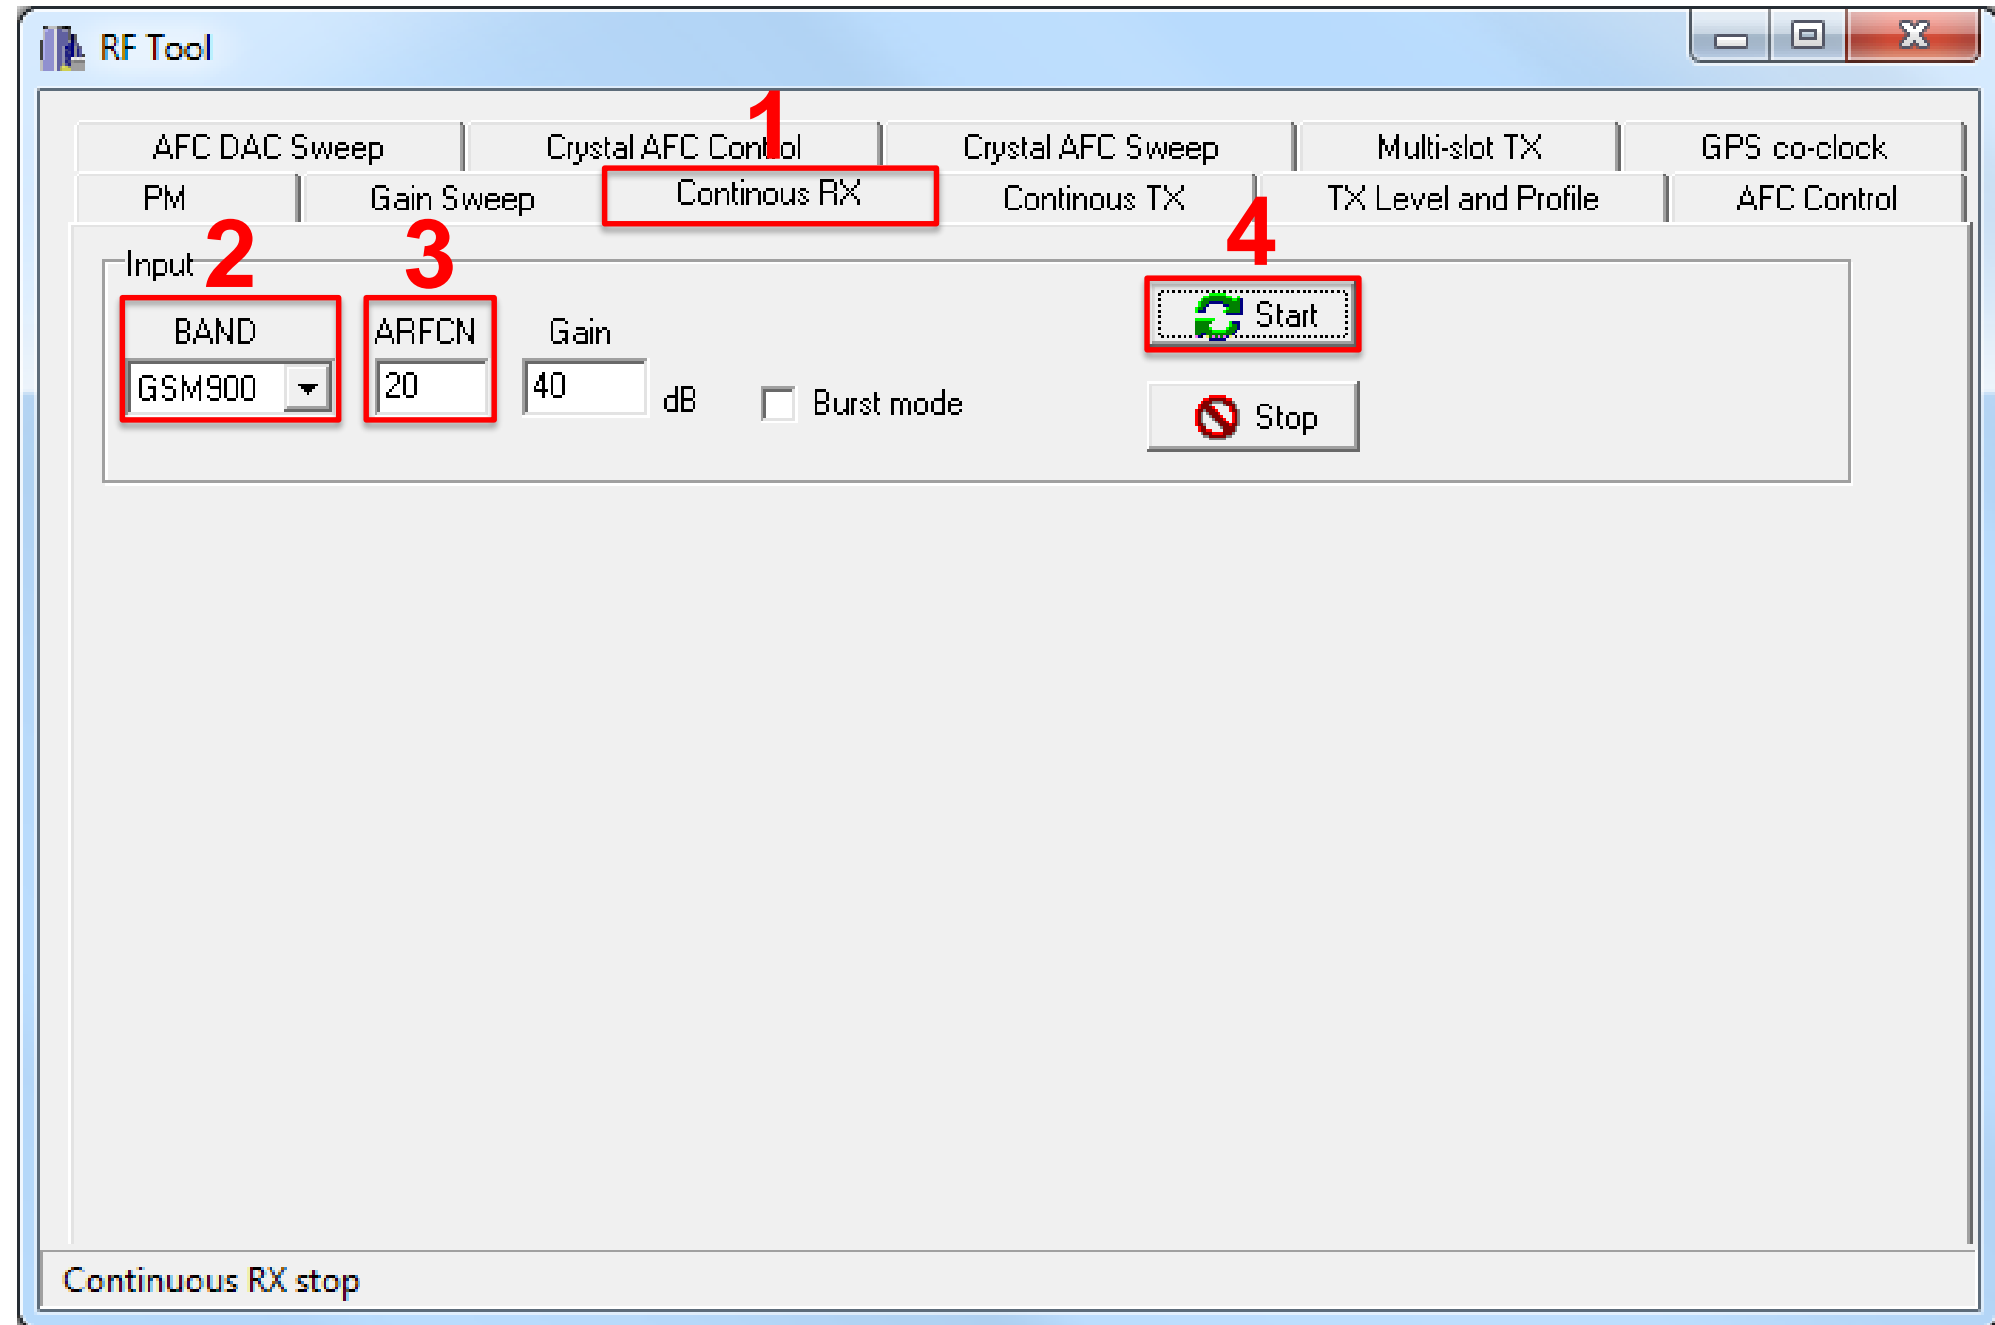 RF Tool
1
AFC DAC Sweep Crystal AFC Control Crystal AFC Sweep Multi-slot TX GPS co-clock
PM Gain Sweep Continous RX Continous TX TX Level and Profile AFC Control
2 3 4
Input
BAND ARFCN Gain Start
GSM900 20 40 dB Burst mode Stop
Continuous RX stop